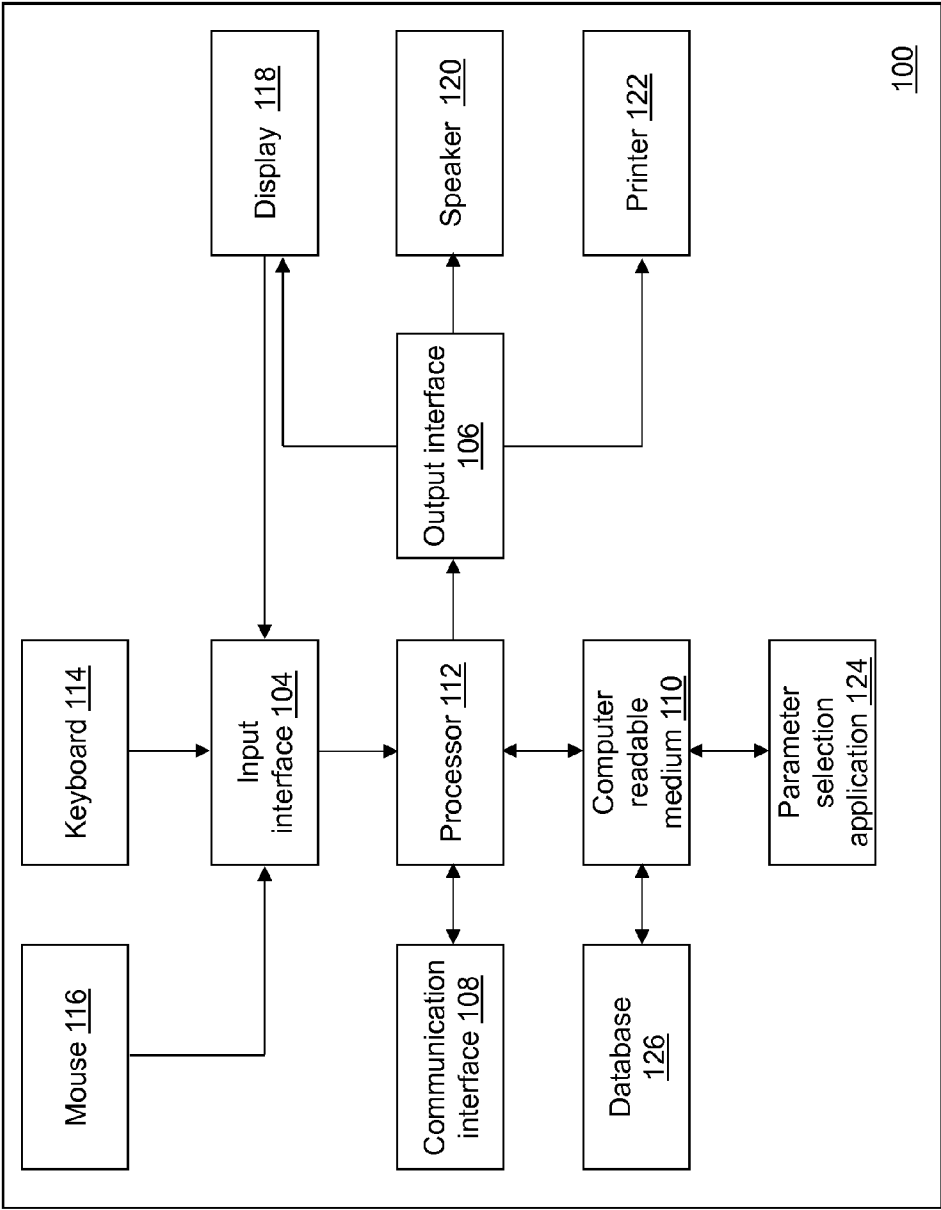 Mouse 116
Keyboard 114
Display 118
Input
interface 104
Communication
interface 108
Processor 112
Output interface
106
Speaker 120
Database
126
Computer
readable
medium 110
Printer 122
Parameter
selection
application 124
100